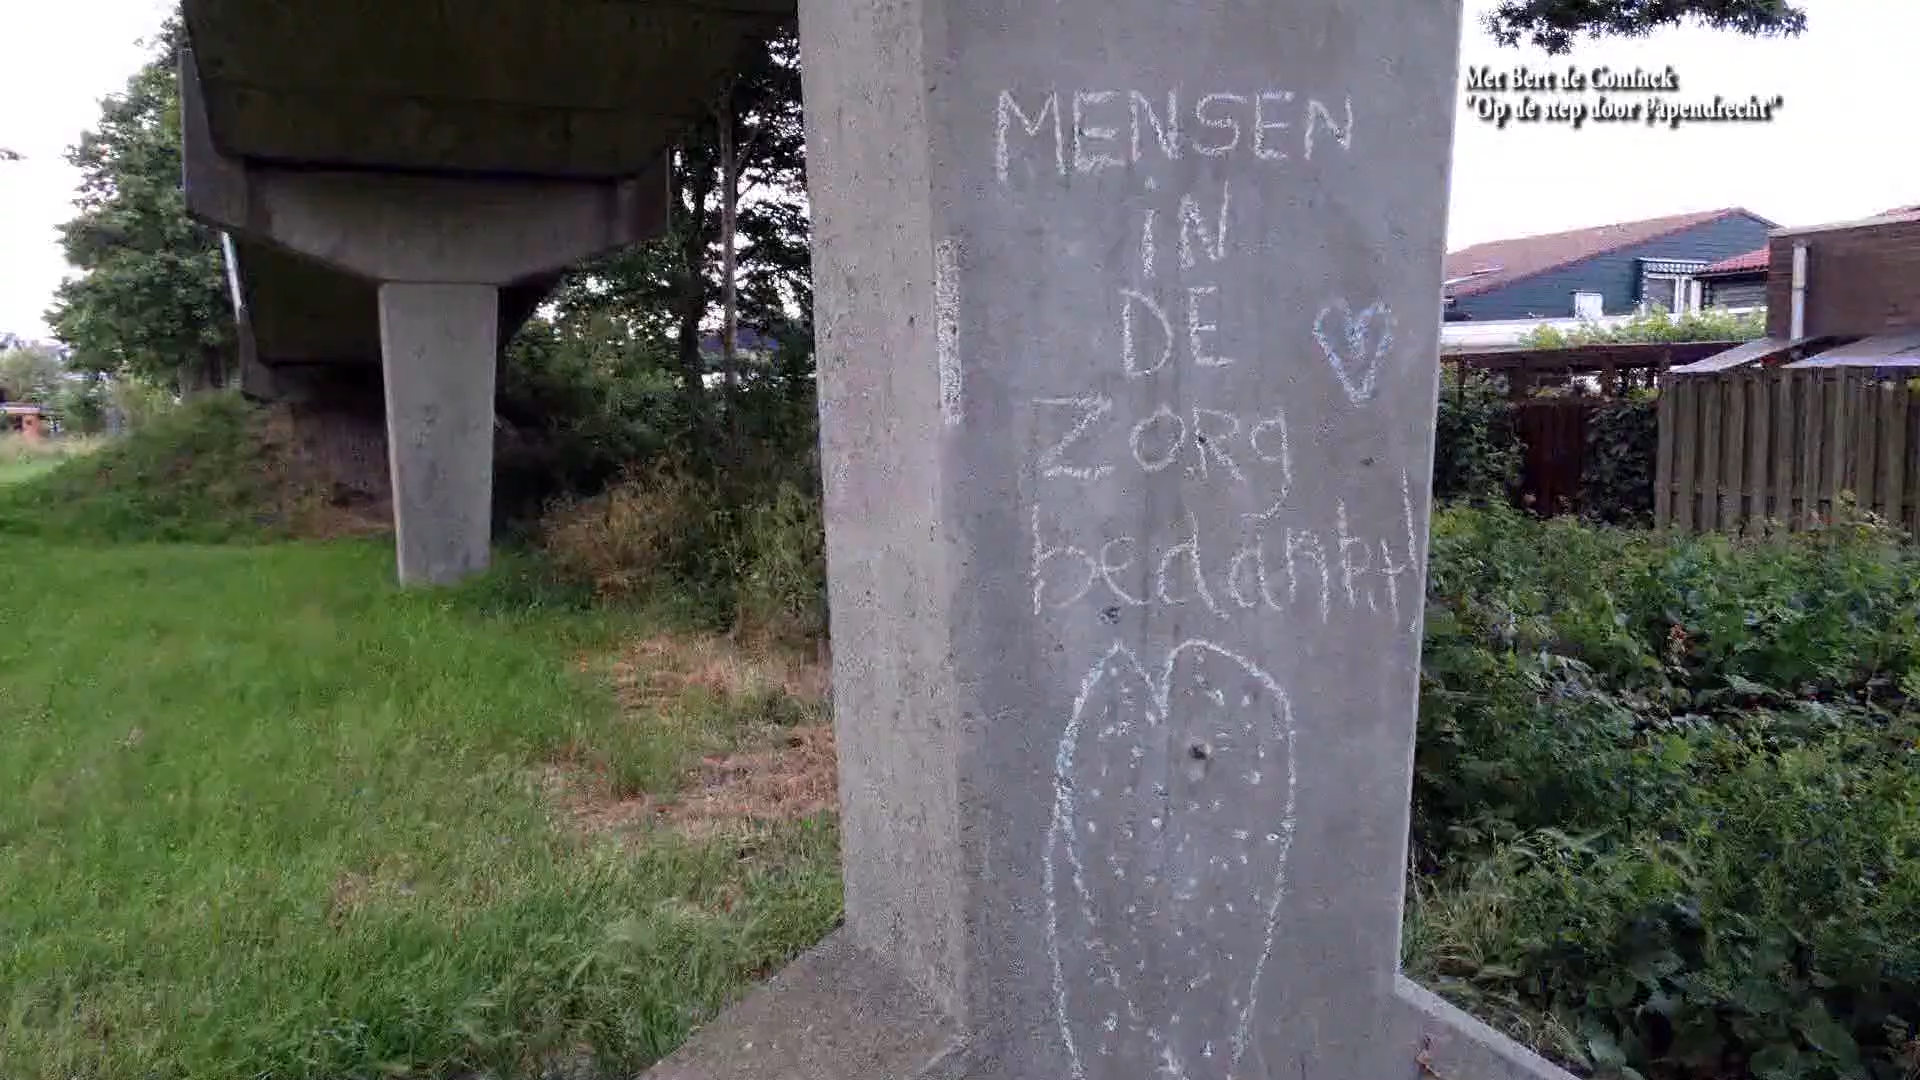 Met Bert de Coninck
"Op de step door Papendrecht"
MENSEN
iN
DE
ZORg
bedankt!